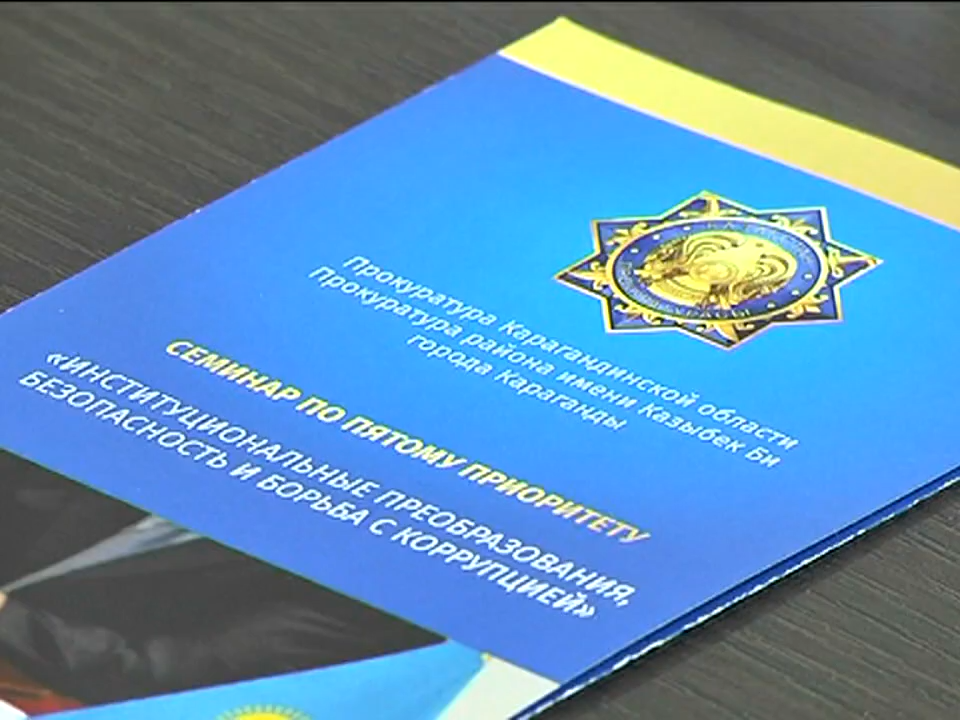 Прокуратура Карагандинской области
Прокуратура района имени Казыбек Би
города Караганды
СЕМИНАР ПО ПЯТОМУ ПРИОРИТЕТУ
«ИНСТИТУЦИОНАЛЬНЫЕ ПРЕОБРАЗОВАНИЯ,
БЕЗОПАСНОСТЬ И БОРЬБА С КОРРУПЦИЕЙ»